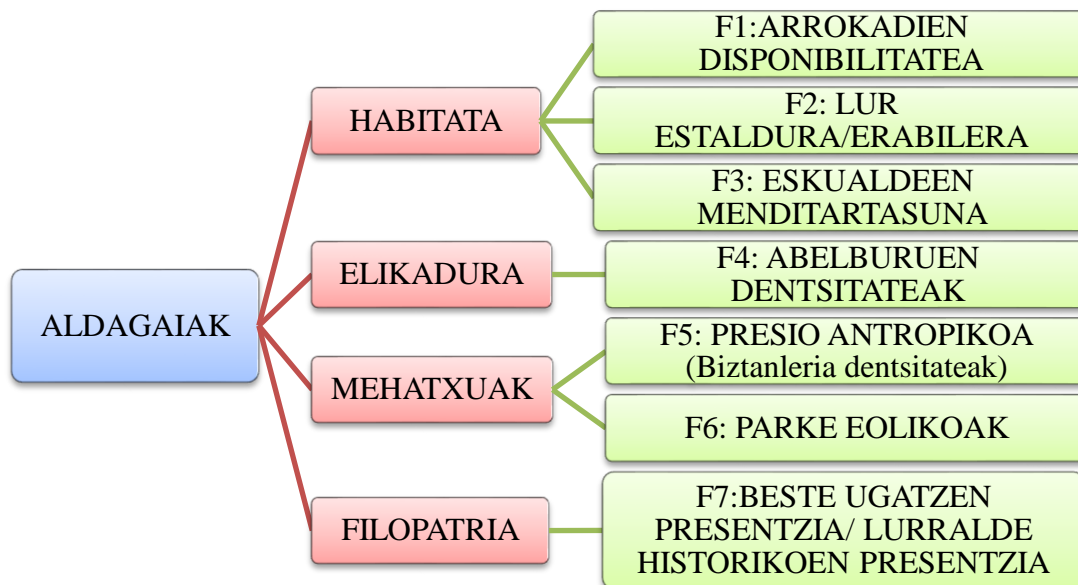 ALDAGAIAK
HABITATA
F1:ARROKADIEN
DISPONIBILITATEA
F2: LUR
ESTALDURA/ERABILERA
F3: ESKUALDEEN
MENDITARTASUNA
ELIKADURA
F4: ABELBURUEN
DENTSITATEAK
MEHATXUAK
F5: PRESIO ANTROPIKOA
(Biztanleria dentsitateak)
F6: PARKE EOLIKOAK
FILOPATRIA
F7:BESTE UGATZEN
PRESENTZIA/ LURRALDE
HISTORIKOEN PRESENTZIA